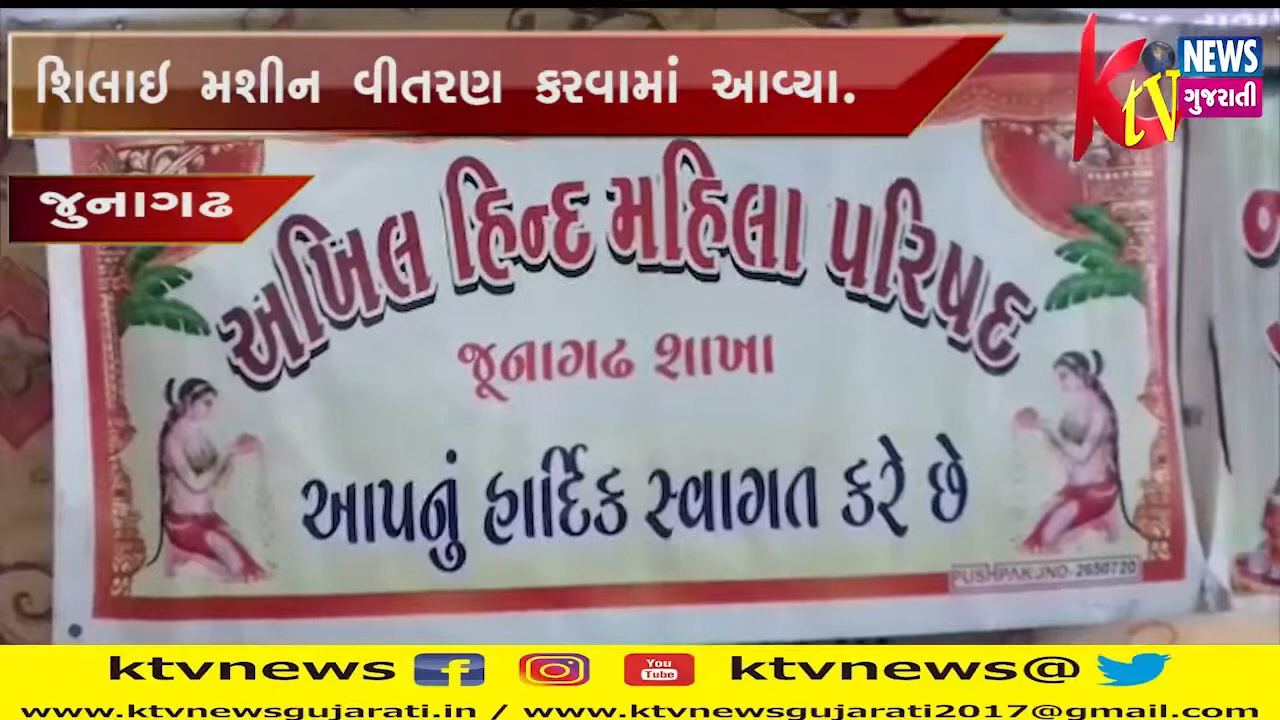 શિલાઇ મશીન વીતરણ કરવામાં આવ્યા.
KTV NEWS ગુજરાતી
જુનાગઢ
અખિલ હિન્દ મહિલા પરિષદ
જૂનાગઢ શાખા
આપનું હાર્દિક સ્વાગત કરે છે
PUSHPAK JND-2650720
ktvnews f You Tube ktvnews@
www.ktvnewsgujarati.in / www.ktvnewsgujarati2017@gmail.com